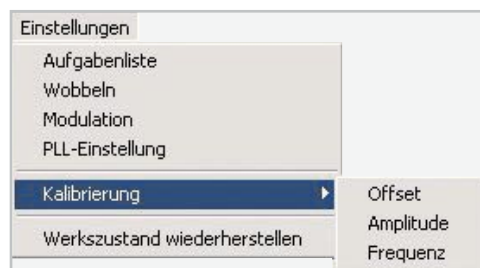 Einstellungen
Aufgabenliste
Wobbeln
Modulation
PLL-Einstellung
Kalibrierung
Offset
Amplitude
Frequenz
Werkszustand wiederherstellen